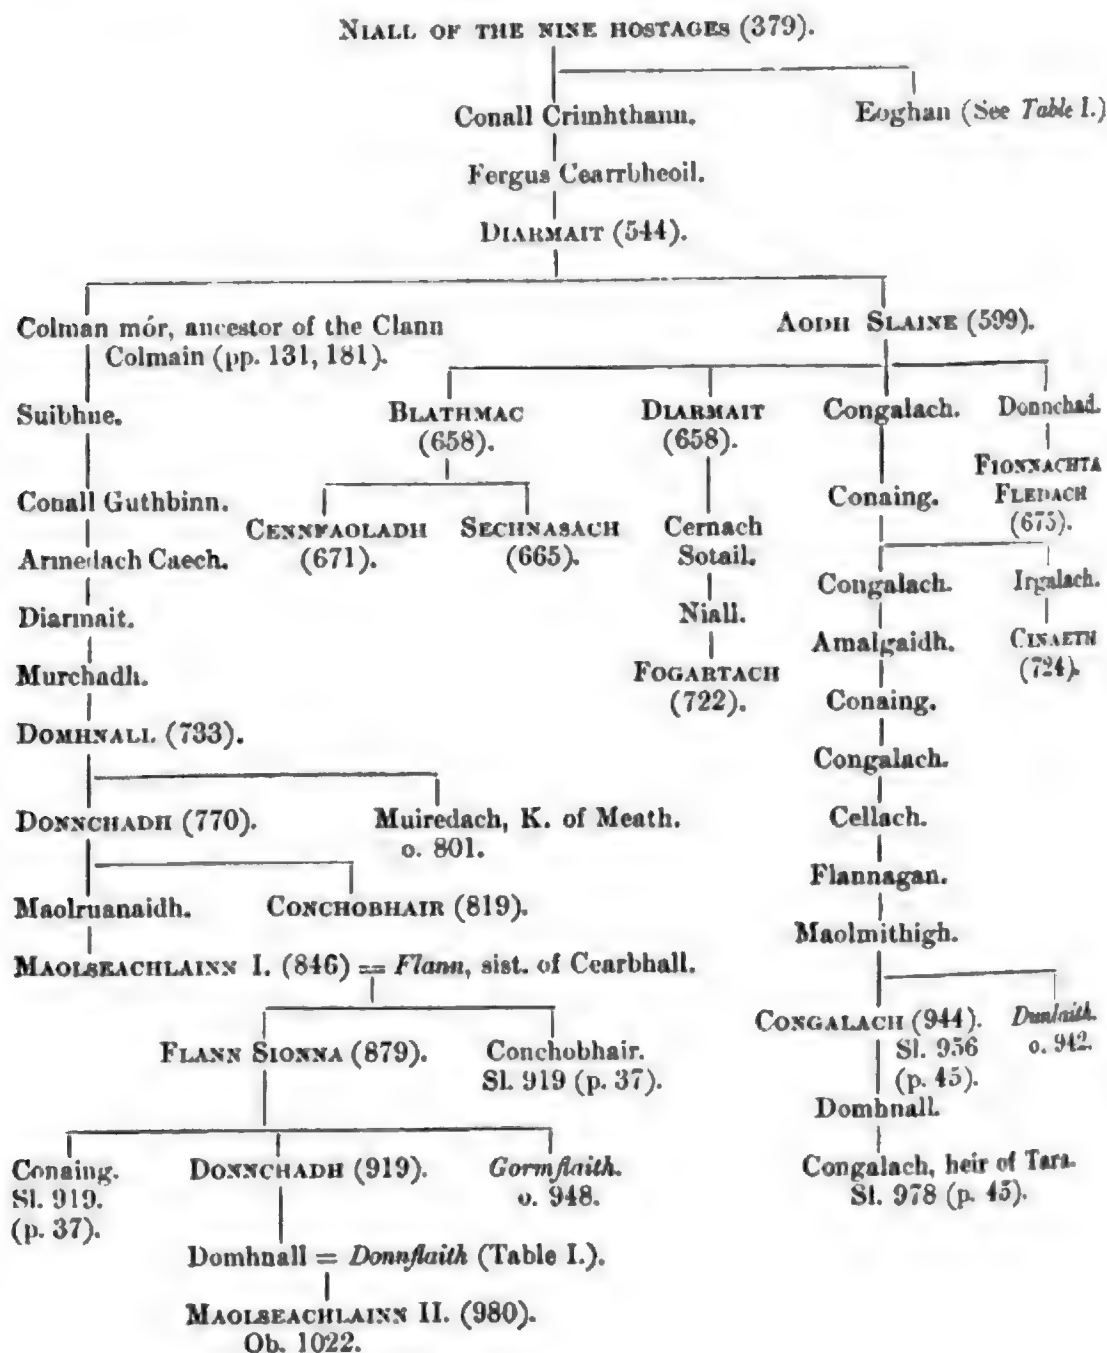 NIALL OF THE NINE HOSTAGES (379).
Conall Crimhthann. Eoghan (See Table I.)
Fergus Cearrbheoil.
DIARMAIT (544).
Colman mór, ancestor of the Clann
Colmain (pp. 131, 181).
AODH SLAINE (599).
Suibhne. BLATHMAC DIARMAIT Congalach. Donnchad.
(658). (658).
FIONNACHTA
Conall Guthbinn. Conaing. FLEDACH
CENNFAOLADH SECHNASACH Cernach (675).
(671). (665). Sotail.
Armedach Caech.
Congalach. Irgalach.
Diarmait. Niall.
Amalgaidh. CINAETH
(724).
Murchadh. FOGARTACH
(722). Conaing.
DOMHNALL (733).
Congalach.
DONNCHADH (770). Muiredach, K. of Meath. Cellach.
o. 801.
Flannagan.
Maolruanaidh. CONCHOBHAIR (819).
Maolmithigh.
MAOLSEACHLAINN I. (846) = Flann, sist. of Cearbhall.
CONGALACH (944). Dunlaith.
Sl. 956 o. 942.
(p. 45).
FLANN SIONNA (879). Conchobhair.
Sl. 919 (p. 37).
Domhnall.
Conaing. DONNCHADH (919). Gormflaith. Congalach, heir of Tara.
Sl. 919. o. 948. Sl. 978 (p. 45).
(p. 37).
Domhnall = Donnflaith (Table I.).
MAOLSEACHLAINN II. (980).
Ob. 1022.